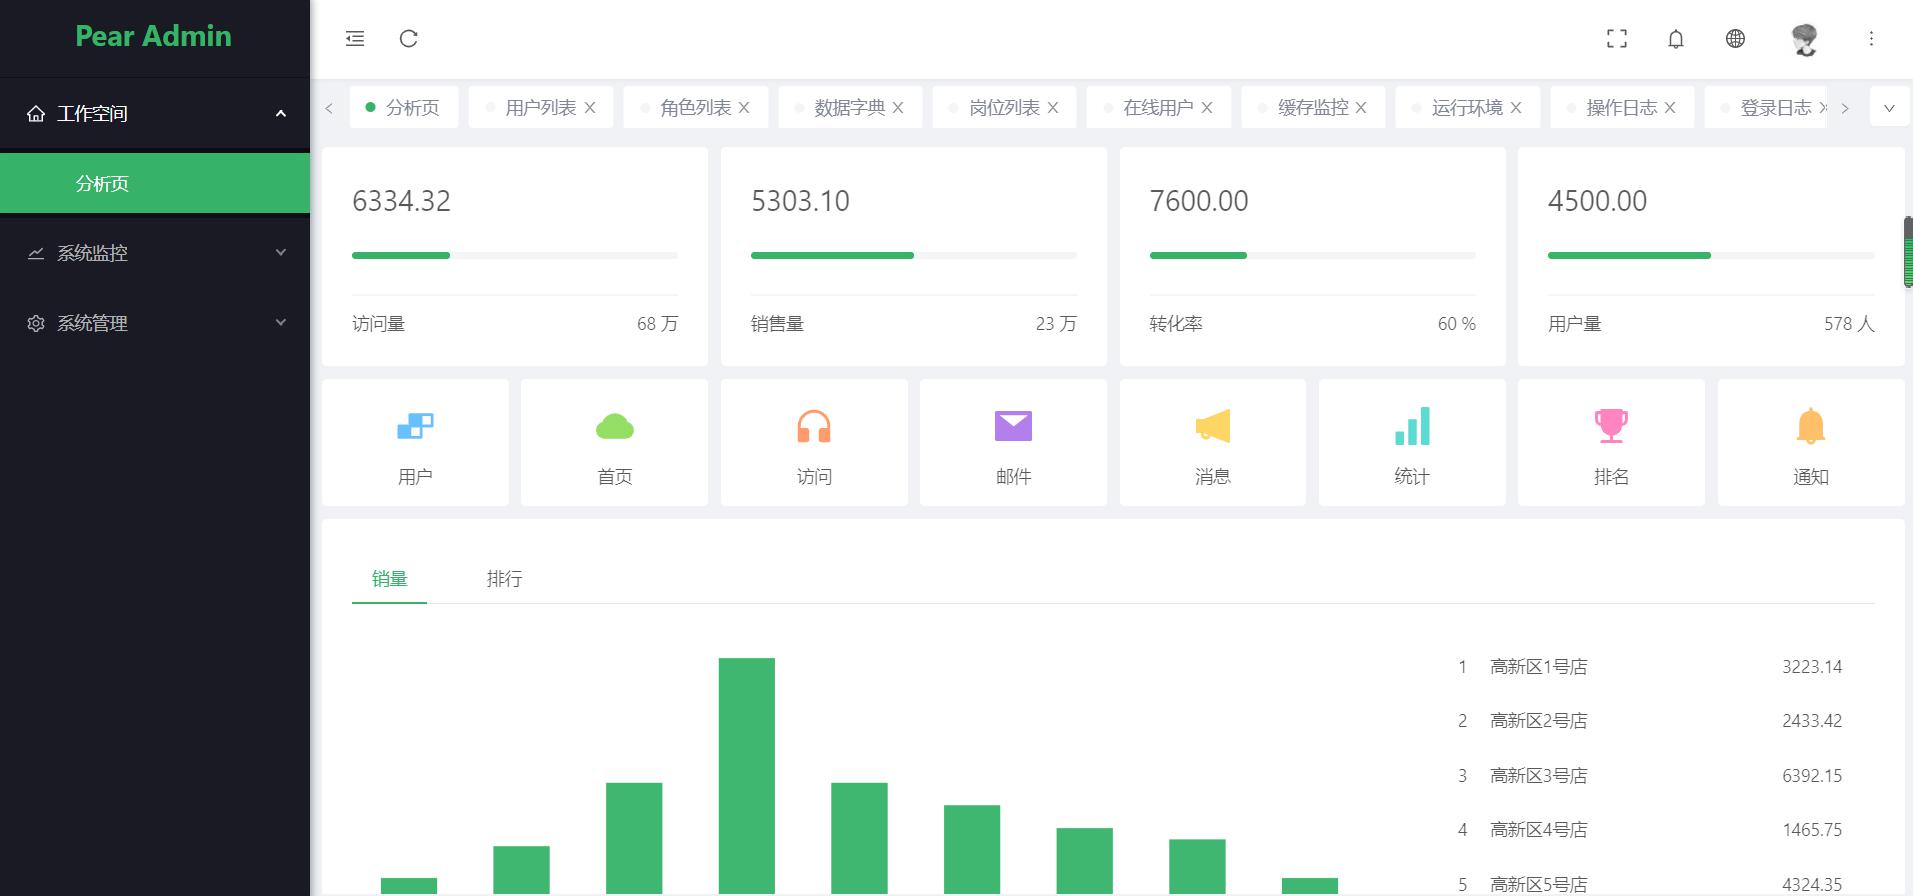 Pear Admin
工作空间
分析页
系统监控
系统管理
分析页 用户列表 角色列表 数据字典 岗位列表 在线用户 缓存监控 运行环境 操作日志 登录日志
6334.32
访问量 68 万
5303.10
销售量 23 万
7600.00
转化率 60 %
4500.00
用户量 578 人
用户 首页 访问 邮件 消息 统计 排名 通知
销量 排行
1 高新区1号店 3223.14
2 高新区2号店 2433.42
3 高新区3号店 6392.15
4 高新区4号店 1465.75
5 高新区5号店 4324.35